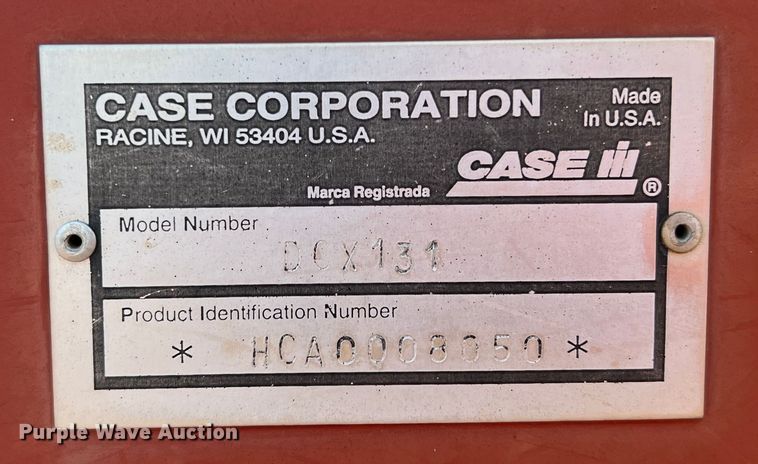 CASE CORPORATION
RACINE, WI 53404 U.S.A.
Made
In U.S.A.
CASE IH ®
Marca Registrada
Model Number
DCX131
Product Identification Number
* HCA0008050 *
Purple Wave Auction